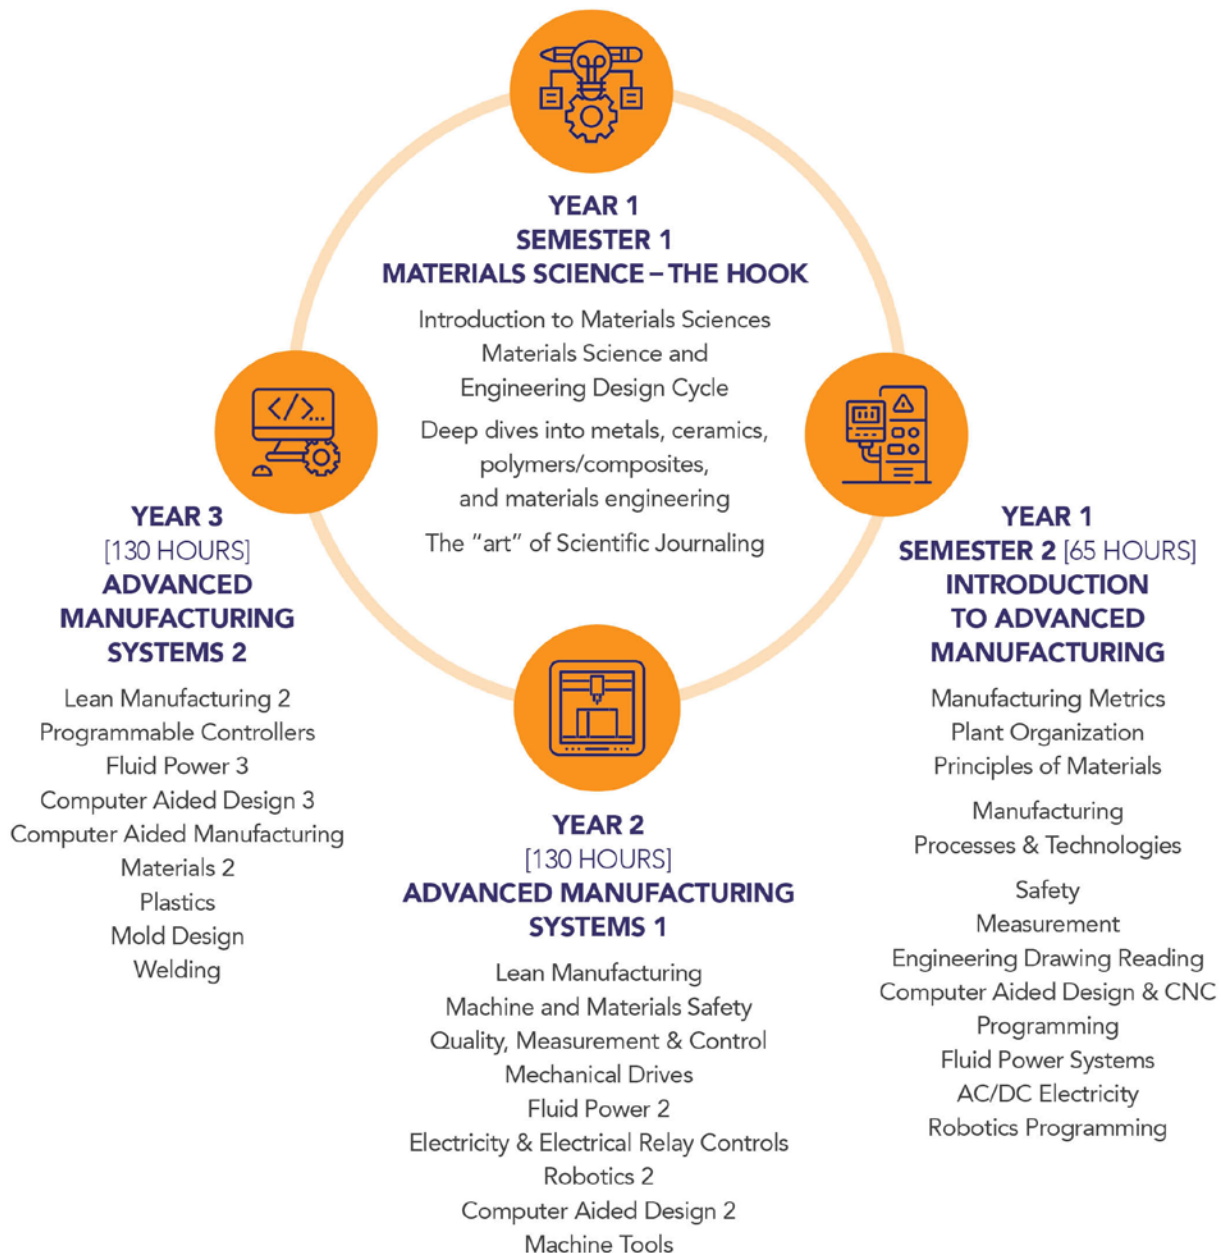 YEAR 1
SEMESTER 1
MATERIALS SCIENCE – THE HOOK
Introduction to Materials Sciences
Materials Science and
Engineering Design Cycle
Deep dives into metals, ceramics,
polymers/composites,
and materials engineering
The “art” of Scientific Journaling
YEAR 1
SEMESTER 2 [65 HOURS]
INTRODUCTION
TO ADVANCED
MANUFACTURING
Manufacturing Metrics
Plant Organization
Principles of Materials
Manufacturing
Processes & Technologies
Safety
Measurement
Engineering Drawing Reading
Computer Aided Design & CNC
Programming
Fluid Power Systems
AC/DC Electricity
Robotics Programming
YEAR 2
[130 HOURS]
ADVANCED MANUFACTURING
SYSTEMS 1
Lean Manufacturing
Machine and Materials Safety
Quality, Measurement & Control
Mechanical Drives
Fluid Power 2
Electricity & Electrical Relay Controls
Robotics 2
Computer Aided Design 2
Machine Tools
YEAR 3
[130 HOURS]
ADVANCED
MANUFACTURING
SYSTEMS 2
Lean Manufacturing 2
Programmable Controllers
Fluid Power 3
Computer Aided Design 3
Computer Aided Manufacturing
Materials 2
Plastics
Mold Design
Welding